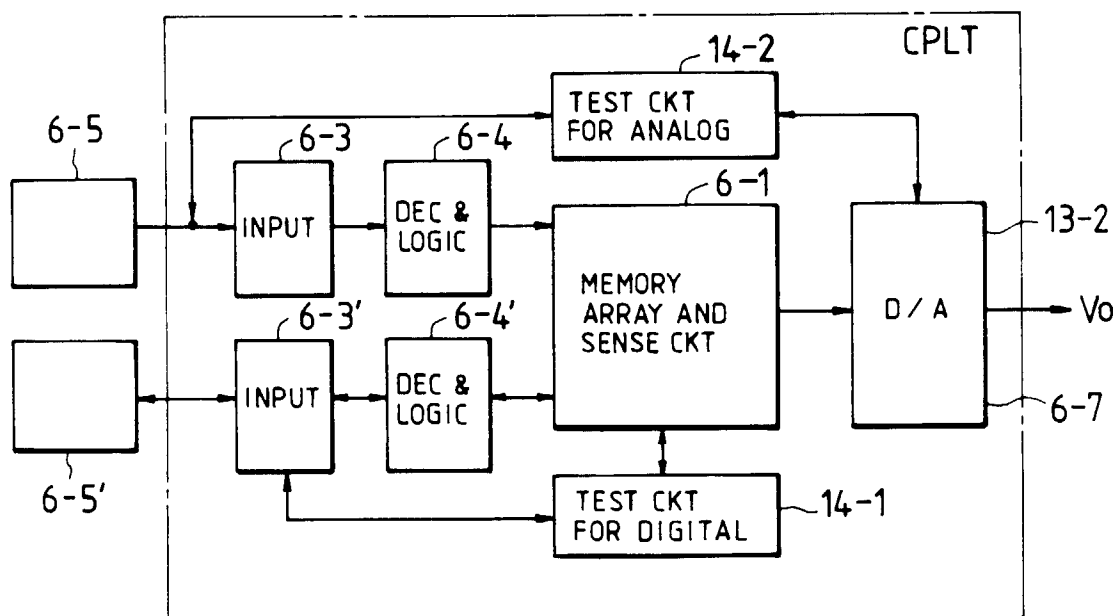 CPLT
14-2
TEST CKT
FOR ANALOG
6-5
6-3
6-4
6-1
INPUT
DEC &
LOGIC
MEMORY
ARRAY AND
SENSE CKT
13-2
D/A
Vo
6-7
6-3'
6-4'
INPUT
DEC &
LOGIC
6-5'
TEST CKT
FOR DIGITAL
14-1